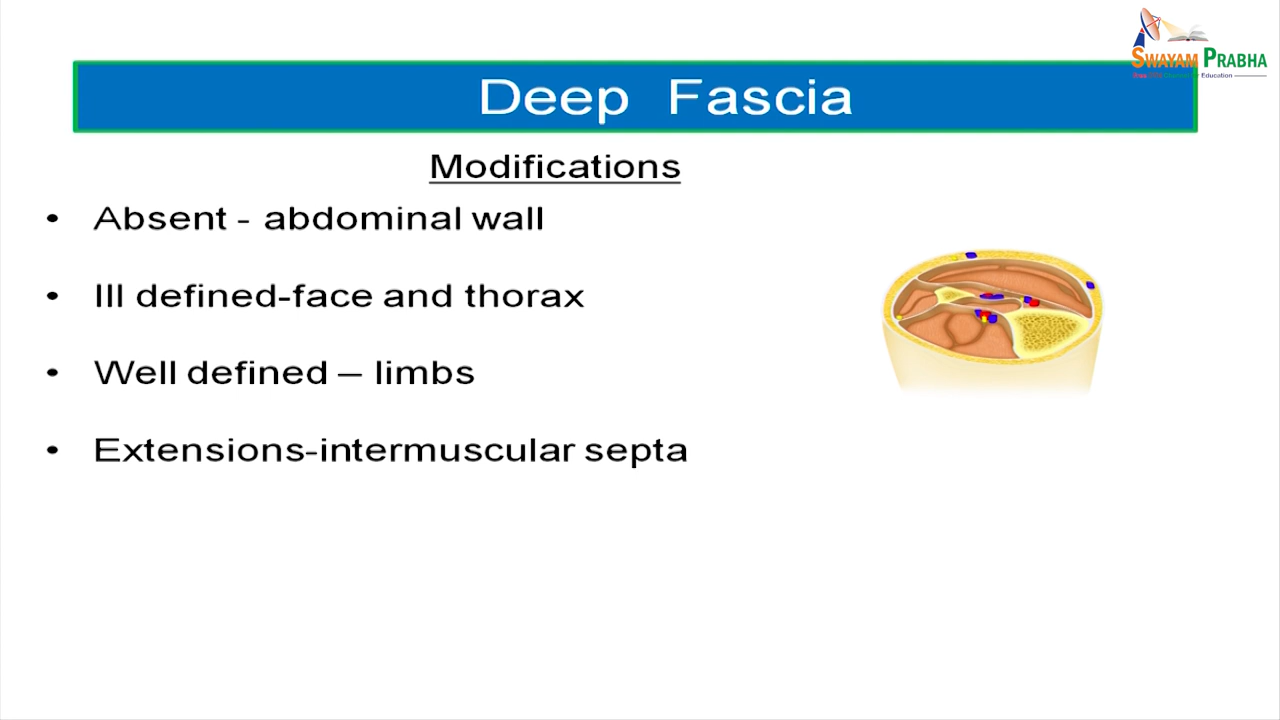 SWAYAM PRABHA
Deep Fascia
Modifications
• Absent - abdominal wall
• Ill defined-face and thorax
• Well defined – limbs
• Extensions-intermuscular septa